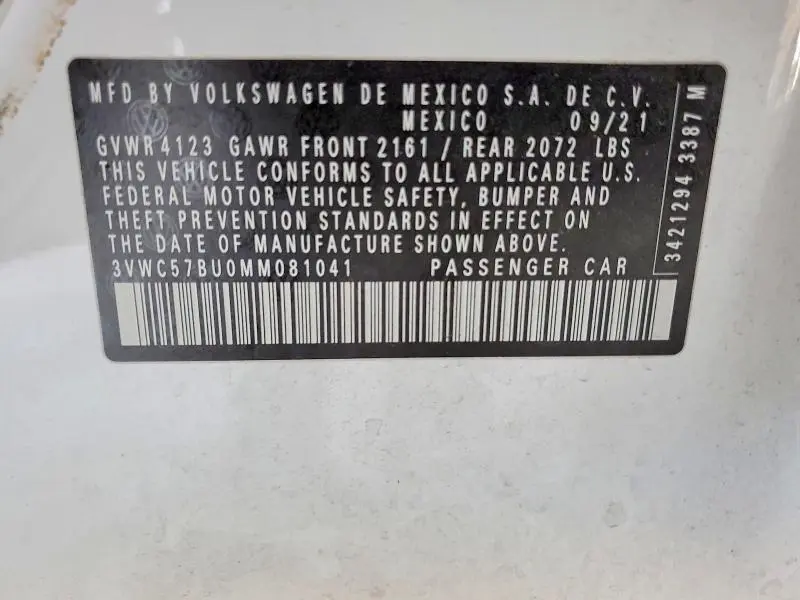 MFD BY VOLKSWAGEN DE MEXICO S.A. DE C.V.
MEXICO 09/21
GVWR 4123 GAWR FRONT 2161 / REAR 2072 LBS
THIS VEHICLE CONFORMS TO ALL APPLICABLE U.S.
FEDERAL MOTOR VEHICLE SAFETY, BUMPER AND
THEFT PREVENTION STANDARDS IN EFFECT ON
THE DATE OF MANUFACTURE SHOWN ABOVE.
3VWC57BU0MM081041 PASSENGER CAR
3421294 3387 M